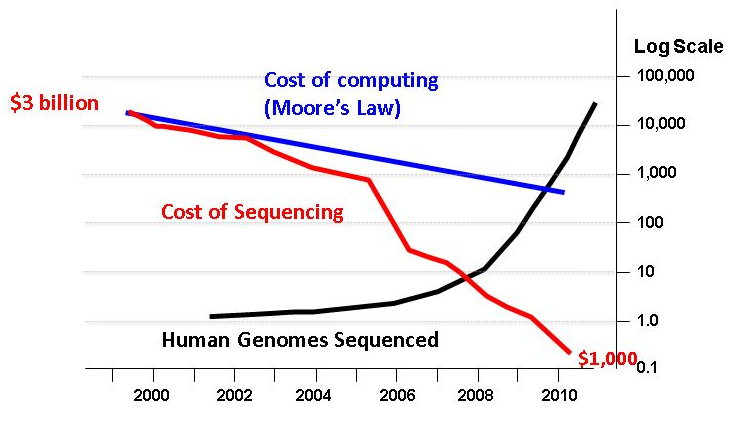 Log Scale
Cost of computing
(Moore's Law)
$3 billion
100,000
10,000
1,000
Cost of Sequencing
100
10
1.0
Human Genomes Sequenced
$1,000
0.1
2000 2002 2004 2006 2008 2010